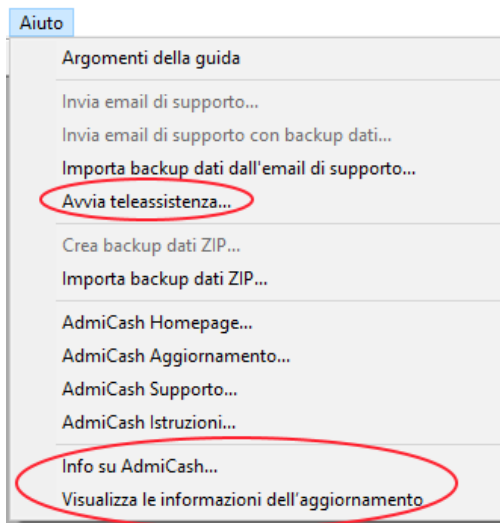 Aiuto
Argomenti della guida
Invia email di supporto...
Invia email di supporto con backup dati...
Importa backup dati dall'email di supporto...
Avvia teleassistenza...
Crea backup dati ZIP...
Importa backup dati ZIP...
AdmiCash Homepage...
AdmiCash Aggiornamento...
AdmiCash Supporto...
AdmiCash Istruzioni...
Info su AdmiCash...
Visualizza le informazioni dell'aggiornamento